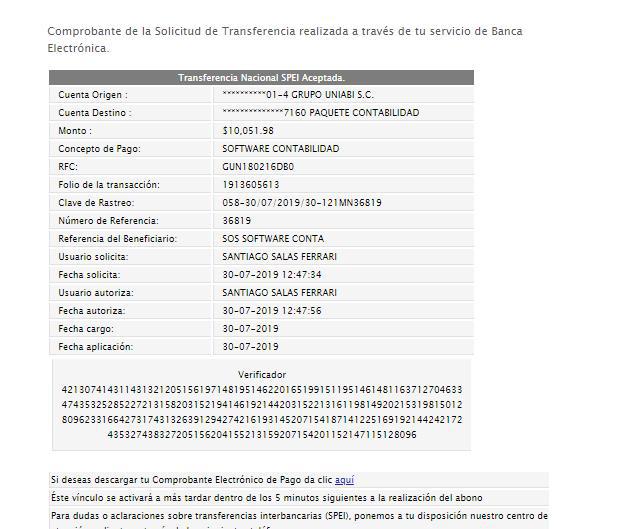 Comprobante de la Solicitud de Transferencia realizada a través de tu servicio de Banca
Electrónica.
Transferencia Nacional SPEI Aceptada.
Cuenta Origen : **********01-4 GRUPO UNIABI S.C.
Cuenta Destino : **************7160 PAQUETE CONTABILIDAD
Monto : $10,051.98
Concepto de Pago: SOFTWARE CONTABILIDAD
RFC: GUN180216DB0
Folio de la transacción: 1913605613
Clave de Rastreo: 058-30/07/2019/30-121MN36819
Número de Referencia: 36819
Referencia del Beneficiario: SOS SOFTWARE CONTA
Usuario solicita: SANTIAGO SALAS FERRARI
Fecha solicita: 30-07-2019 12:47:34
Usuario autoriza: SANTIAGO SALAS FERRARI
Fecha autoriza: 30-07-2019 12:47:56
Fecha cargo: 30-07-2019
Fecha aplicación: 30-07-2019
Verificador
4213074143114313212051561971481951462201651991511951461481163712704633
4743532528522721315820315219414619214420315221316119814920215319815012
8096233166427317431326391294274216193145207154187141225169192144242172
43532743832720515620415521315920715420115214711512809​6
Si deseas descargar tu Comprobante Electrónico de Pago da clic aquí
Éste vínculo se activará a más tardar dentro de los 5 minutos siguientes a la realización del abono
Para dudas o aclaraciones sobre transferencias interbancarias (SPEI), ponemos a tu disposición nuestro centro de